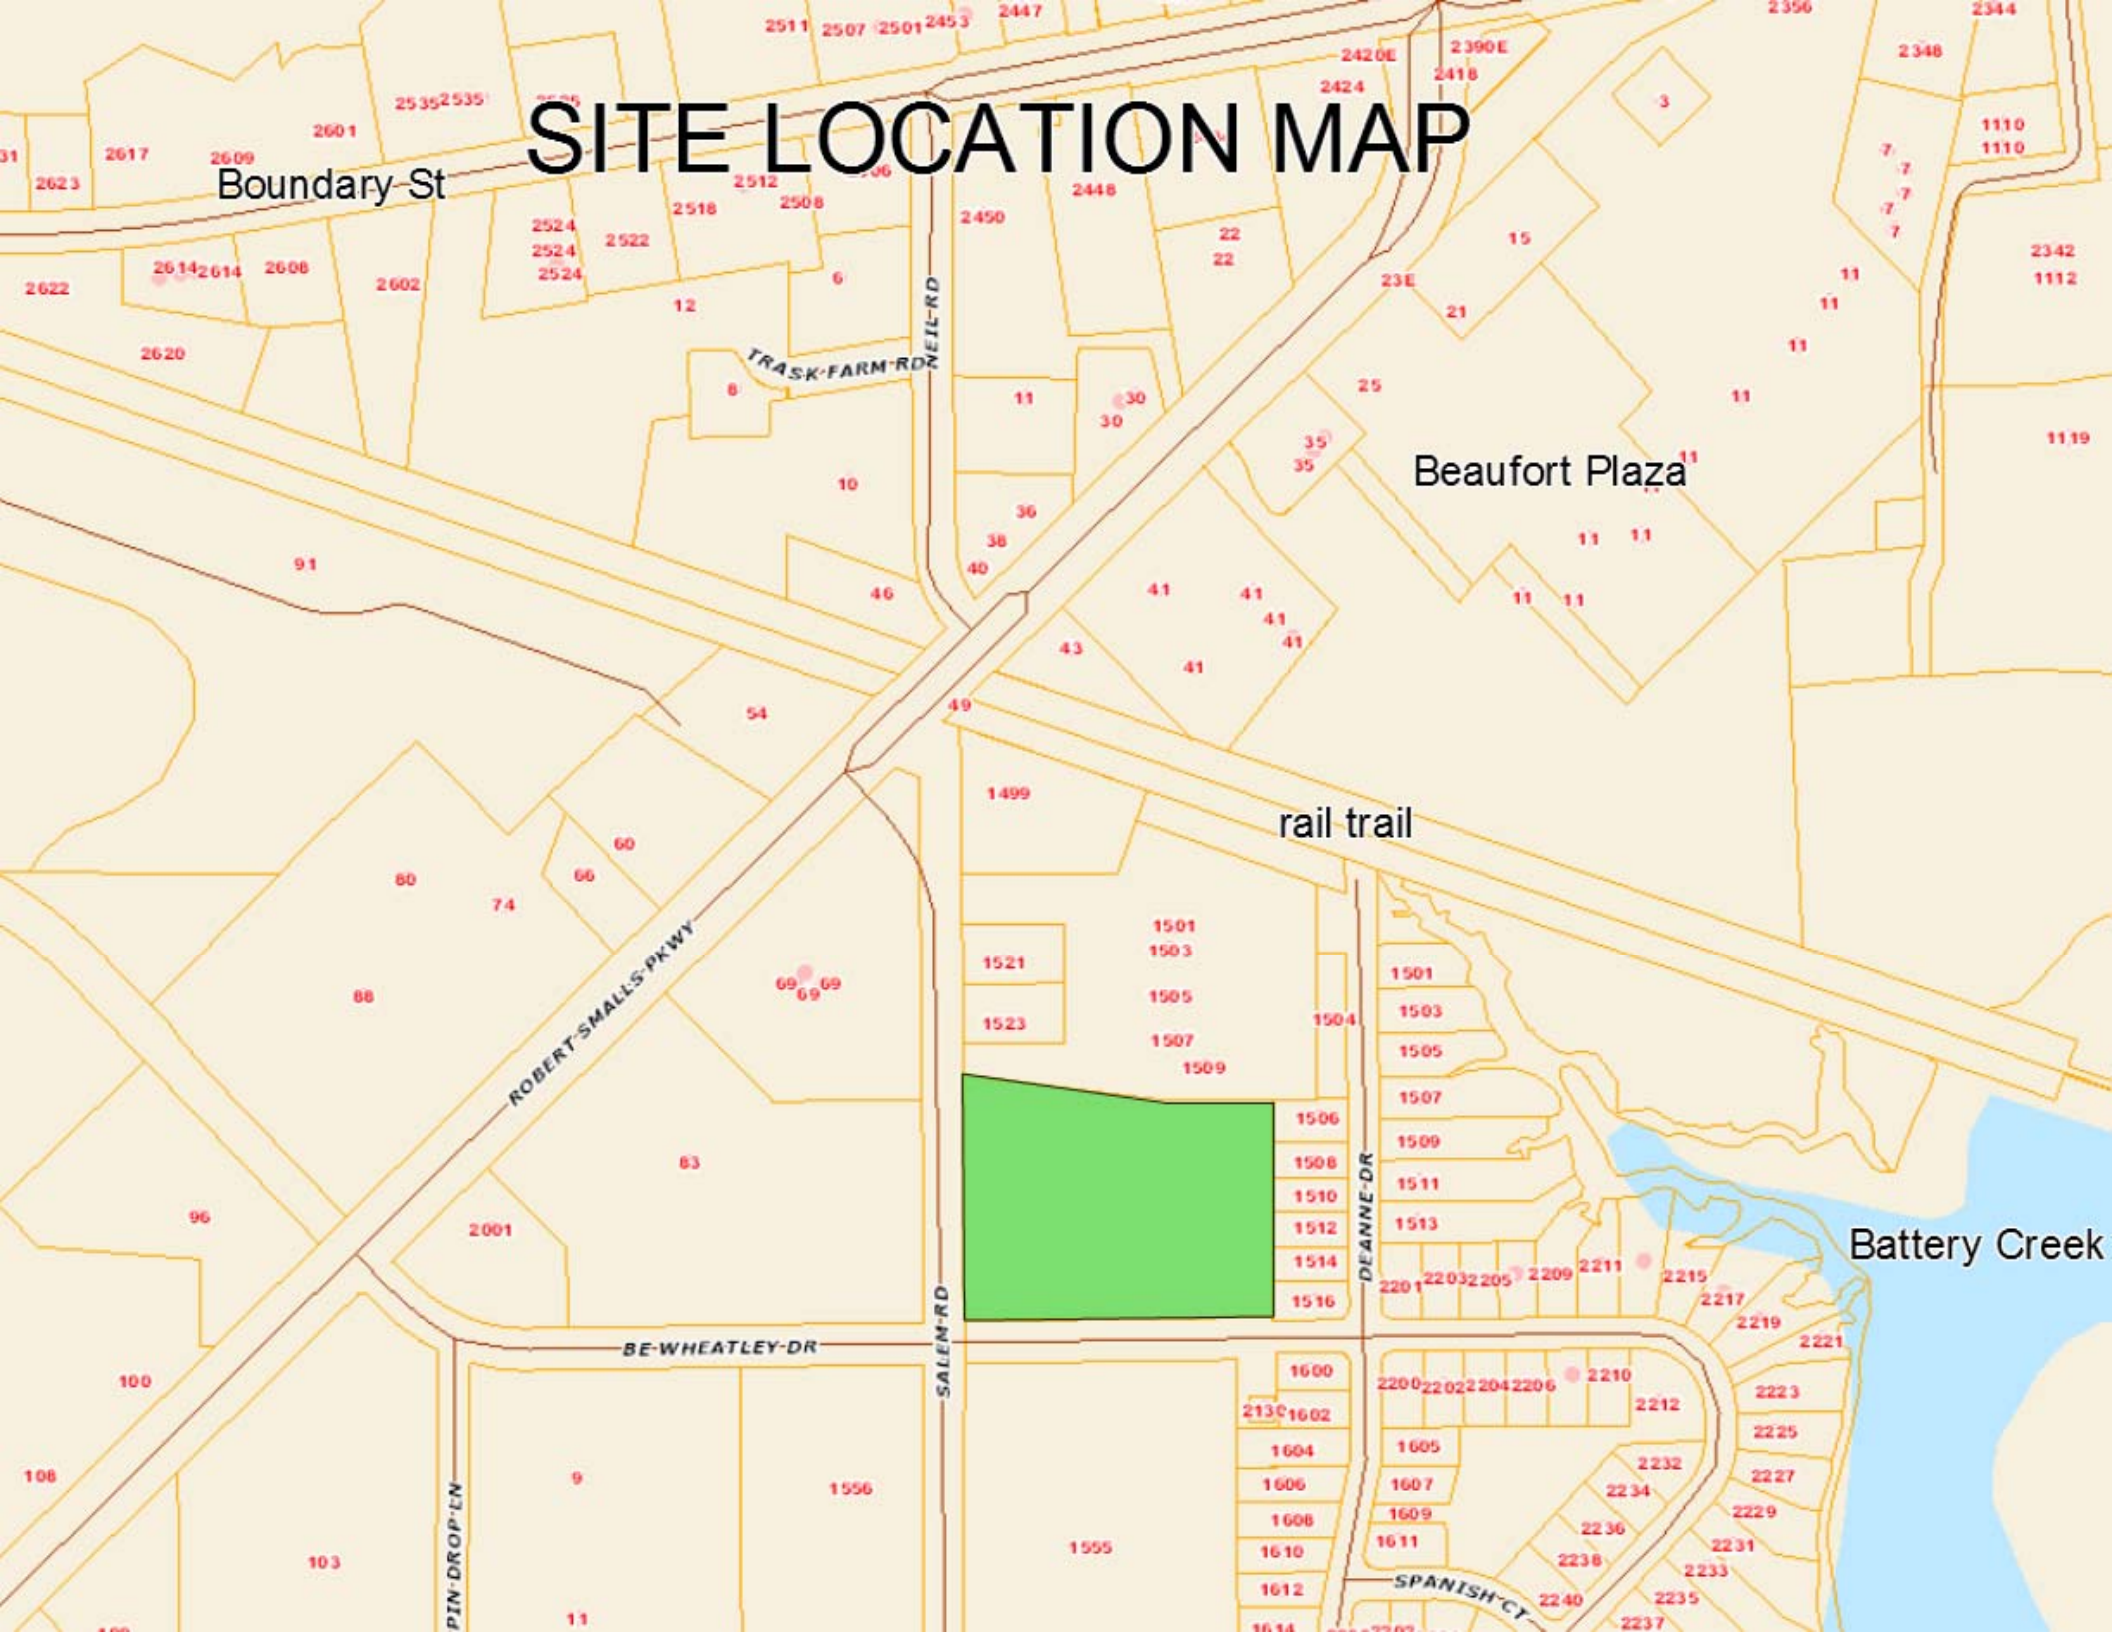 2511 2507 2501 2453 2447 2356 2344
2420E 2390E 2348
2424 2418
2535 2535 3
2601
SITE LOCATION MAP
1110
1110
31 2617 2609
2623 Boundary St 2512 2448
7
7
7
7
7
2518 2508 2450
2524 2522 22 15
2524 22
2524
2342
1112
2622 2614 2614 2608 2602 12 6 23E 11
21 11
NEIL-RD
2620 TRASK-FARM-RD 11
8 11 30 25 11
30
35 1119
35
Beaufort Plaza 11
10
36
38 11 11
40
91 46 41 41 11 11
41
43 41
41
54 49
1499
rail trail
60
80 66
74
88
ROBERT-SMALLS-PKWY
69 69
69
1501
1503
1521 1505
1523 1507
1509
1504
1501
1503
1505
1507
1506 1509
83 1508 1511
1510
96 2001 1512 1513
1514
1516
DEANNE-DR
Battery Creek
2201 2203 2205 2209 2211 2215
2217
2219
2221
SALEM-RD
BE-WHEATLEY-DR
100 1600 2200 2202 2204 2206 2210
2223
2130 1602 2212
2225
1604 1605
2232
108 9 1556 1606 1607 2234 2227
1608 1609 2229
2236
103 1555 1610 1611 2238 2231
2233
1612 SPANISH-CT 2240 2235
PIN-DROP-LN
11 1614 2237